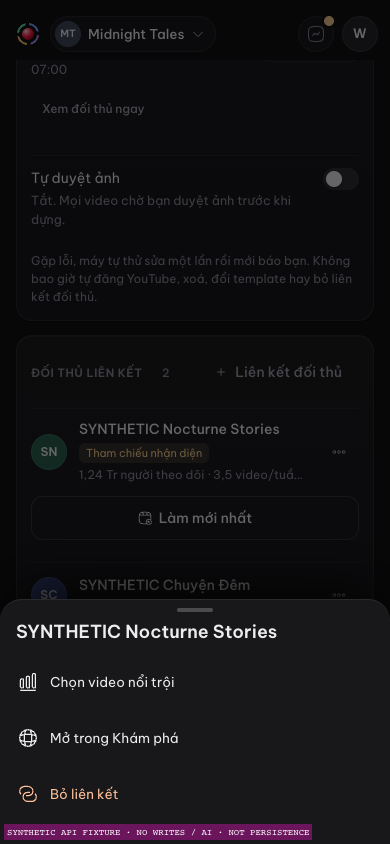 MT Midnight Tales W
07:00
Xem đối thủ ngay
Tự duyệt ảnh
Tắt. Mọi video chờ bạn duyệt ảnh trước khi
dựng.
Gặp lỗi, máy tự thử sửa một lần rồi mới báo bạn. Không
bao giờ tự đăng YouTube, xoá, đổi template hay bỏ liên
kết đối thủ.
ĐỐI THỦ LIÊN KẾT 2 + Liên kết đối thủ
SYNTHETIC Nocturne Stories
SN
Tham chiếu nhận diện
1,24 Tr người theo dõi · 3,5 video/tuầ...
Làm mới nhất
SYNTHETIC Chuyện Đêm
SC
SYNTHETIC Nocturne Stories
Chọn video nổi trội
Mở trong Khám phá
Bỏ liên kết
SYNTHETIC API FIXTURE · NO WRITES / AI · NOT PERSISTENCE